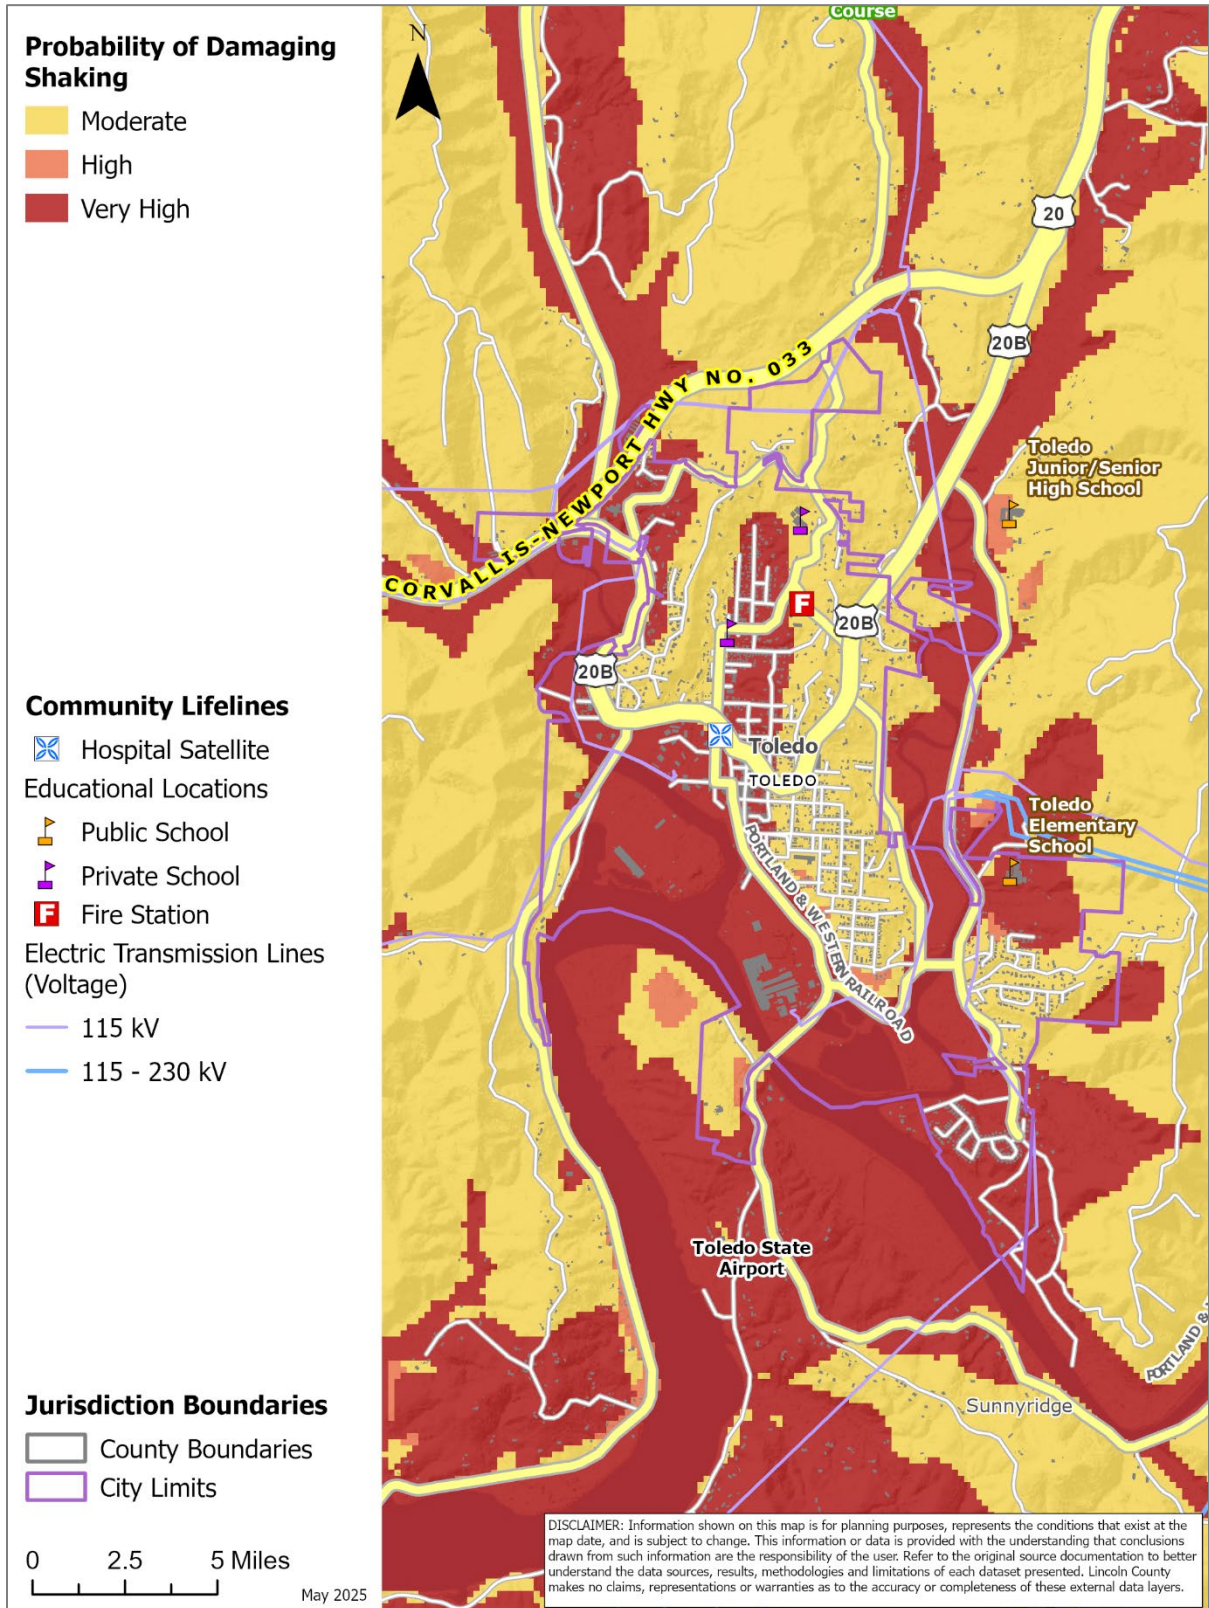 Probability of Damaging
Shaking
Moderate
High
Very High
Community Lifelines
Hospital Satellite
Educational Locations
Public School
Private School
F
Fire Station
Electric Transmission Lines
(Voltage)
115 kV
115 - 230 kV
Jurisdiction Boundaries
County Boundaries
City Limits
0 2.5 5 Miles
May 2025
N
Course
20
20B
CORVALLIS-NEWPORT HWY NO. 033
Toledo
Junior/Senior
High School
F
20B
20B
Toledo
TOLEDO
Toledo
Elementary
School
PORTLAND & WESTERN RAILROAD
Toledo State
Airport
PORTLAND &
Sunnyridge
DISCLAIMER: Information shown on this map is for planning purposes, represents the conditions that exist at the
map date, and is subject to change. This information or data is provided with the understanding that conclusions
drawn from such information are the responsibility of the user. Refer to the original source documentation to better
understand the data sources, results, methodologies and limitations of each dataset presented. Lincoln County
makes no claims, representations or warranties as to the accuracy or completeness of these external data layers.